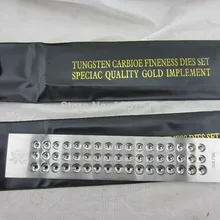 TUNGSTEN CARBIOE FINENESS DIES SET
SPECIAC QUALITY GOLD IMPLEMENT